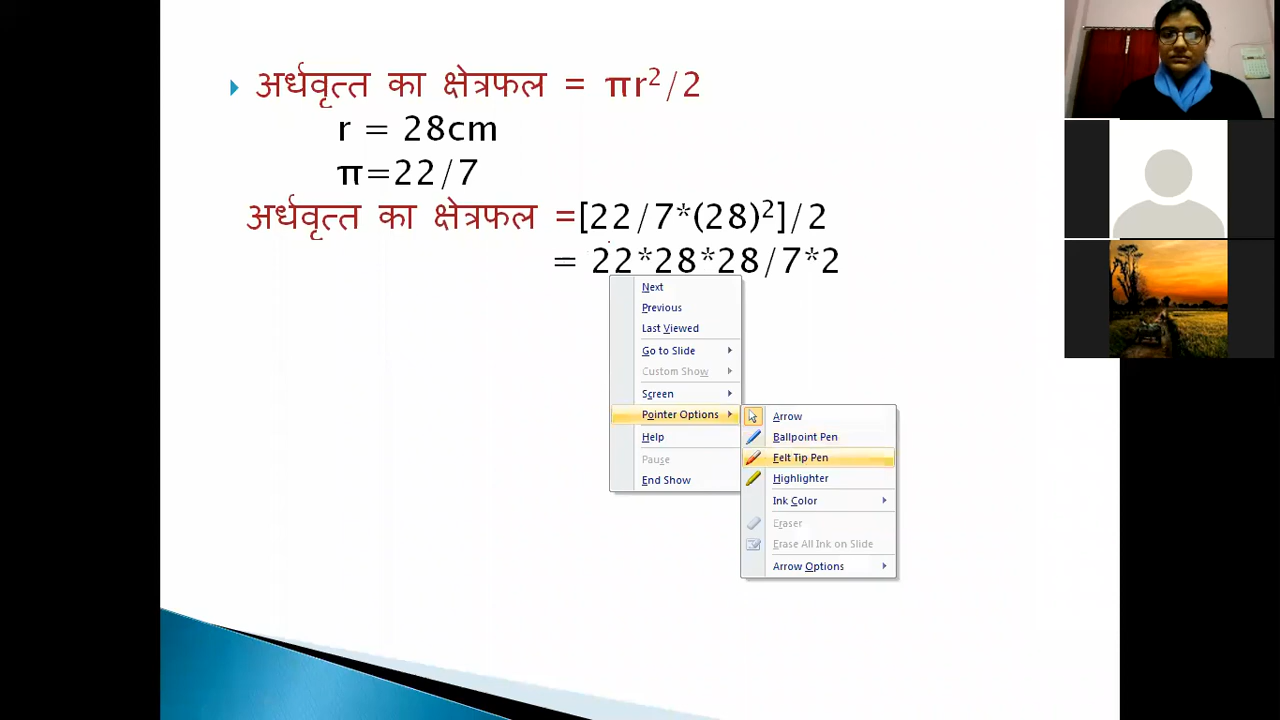 अर्धवृत्त का क्षेत्रफल = πr²/2
r = 28cm
π=22/7
अर्धवृत्त का क्षेत्रफल =[22/7*(28)²]/2
= 22*28*28/7*2
Next
Previous
Last Viewed
Go to Slide
Custom Show
Screen
Pointer Options
Help
Pause
End Show
Arrow
Ballpoint Pen
Felt Tip Pen
Highlighter
Ink Color
Eraser
Erase All Ink on Slide
Arrow Options